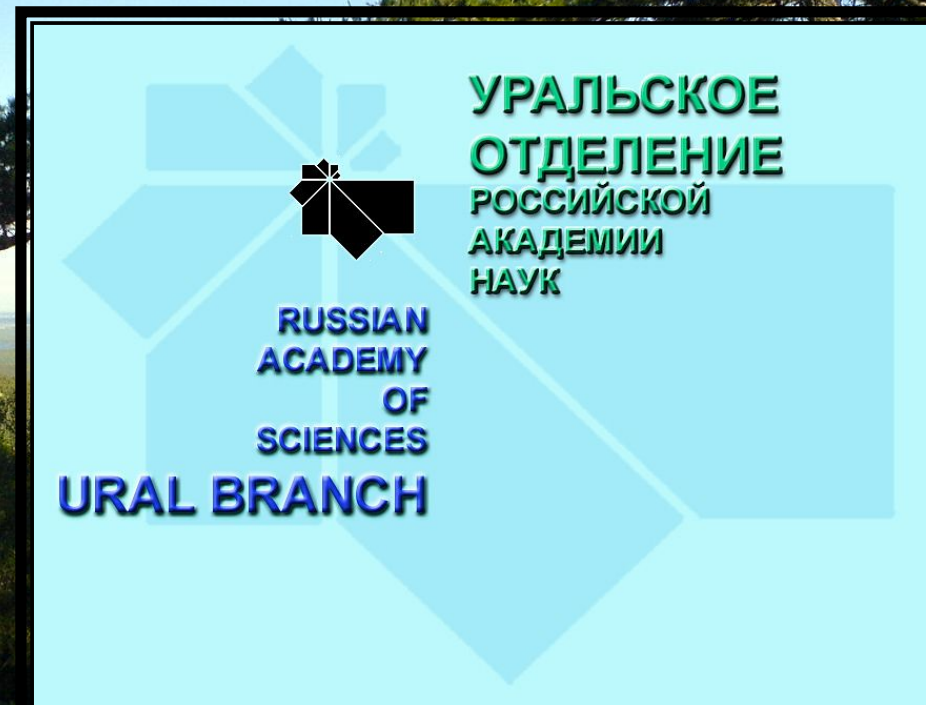 УРАЛЬСКОЕ
ОТДЕЛЕНИЕ
РОССИЙСКОЙ
АКАДЕМИИ
НАУК
RUSSIAN
ACADEMY
OF
SCIENCES
URAL BRANCH